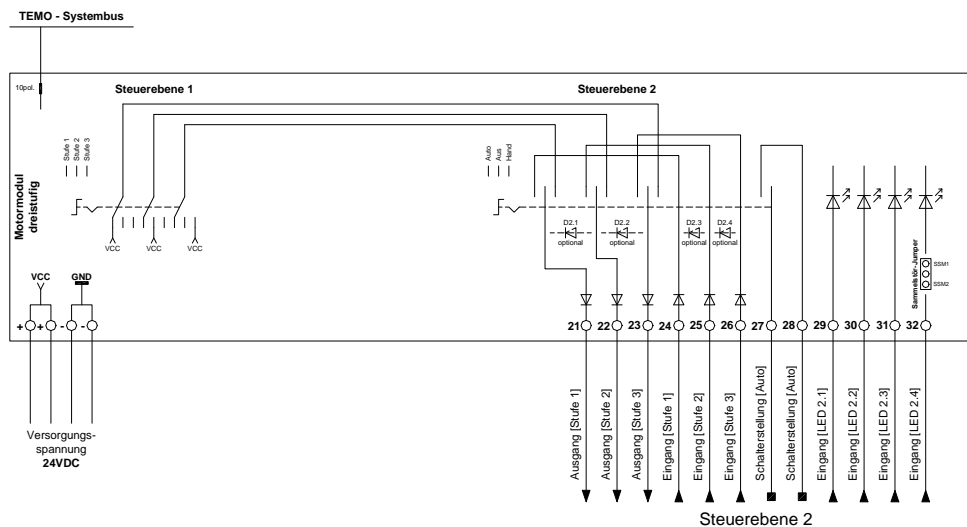 TEMO - Systembus
10pol.
Steuerebene 1
Steuerebene 2
Stufe 1
Stufe 2
Stufe 3
Auto
Aus
Hand
Motormodul
dreistufig
D2.1
optional
D2.2
optional
D2.3
optional
D2.4
optional
VCC
VCC
VCC
VCC
GND
Sammelstör-Jumper
SSM1
SSM2
+
+
-
-
21
22
23
24
25
26
27
28
29
30
31
32
Ausgang [Stufe 1]
Ausgang [Stufe 2]
Ausgang [Stufe 3]
Eingang [Stufe 1]
Eingang [Stufe 2]
Eingang [Stufe 3]
Schalterstellung [Auto]
Schalterstellung [Auto]
Eingang [LED 2.1]
Eingang [LED 2.2]
Eingang [LED 2.3]
Eingang [LED 2.4]
Versorgungs-
spannung
24VDC
Steuerebene 2